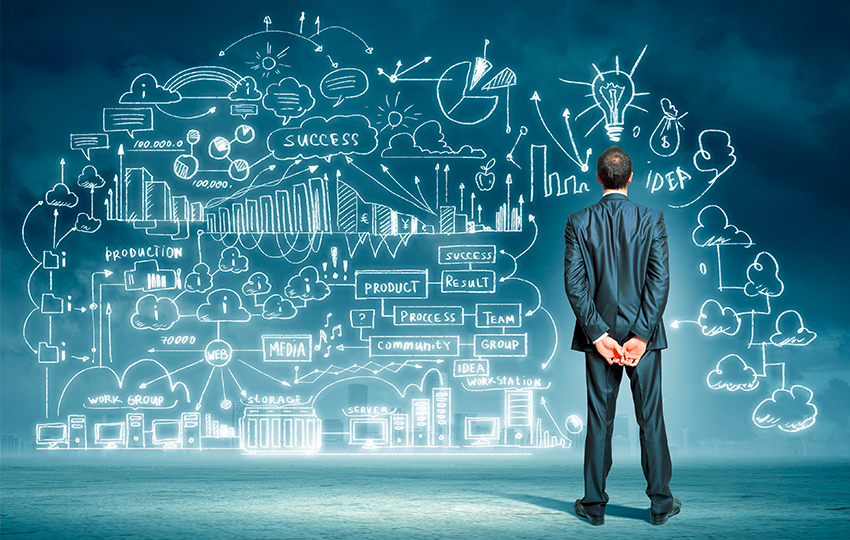 SUCCESS
100.000
$
100.000
$
SUCCESS
IDEA
€
£
¥
PRODUCTION
SUCCESS
RESULT
PRODUCT
PROCCESS
TEAM
?
70000
WEB
MEDIA
COMMUNITY
GROUP
IDEA
WORKSTATION
WORK GROUP
STORAGE
SERVER